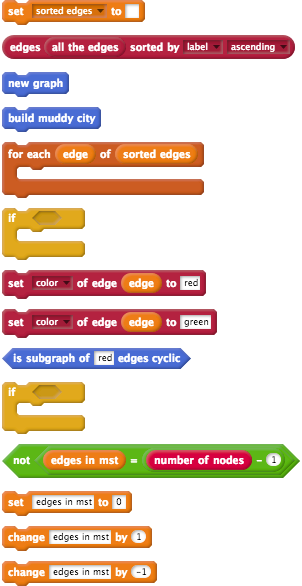 set sorted edges to
edges all the edges sorted by label ascending
new graph
build muddy city
for each edge of sorted edges
if
set color of edge edge to red
set color of edge edge to green
is subgraph of red edges cyclic
if
not edges in mst = number of nodes - 1
set edges in mst to 0
change edges in mst by 1
change edges in mst by -1